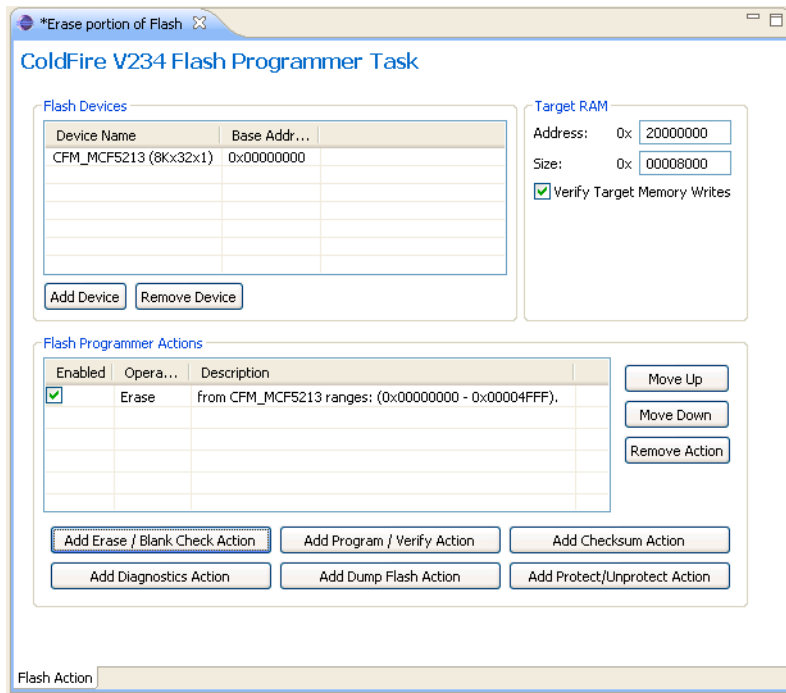 *Erase portion of Flash
ColdFire V234 Flash Programmer Task
Flash Devices
Device Name Base Addr...
CFM_MCF5213 (8Kx32x1) 0x00000000
Add Device Remove Device
Target RAM
Address: 0x 20000000
Size: 0x 00008000
Verify Target Memory Writes
Flash Programmer Actions
Enabled Opera... Description
Erase from CFM_MCF5213 ranges: (0x00000000 - 0x00004FFF).
Move Up
Move Down
Remove Action
Add Erase / Blank Check Action Add Program / Verify Action Add Checksum Action
Add Diagnostics Action Add Dump Flash Action Add Protect/Unprotect Action
Flash Action